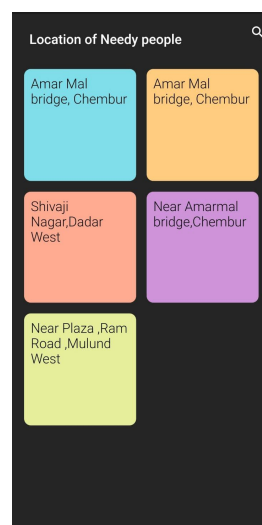 Location of Needy people
Amar Mal
bridge, Chembur
Amar Mal
bridge, Chembur
Shivaji
Nagar,Dadar
West
Near Amarmal
bridge,Chembur
Near Plaza ,Ram
Road ,Mulund
West